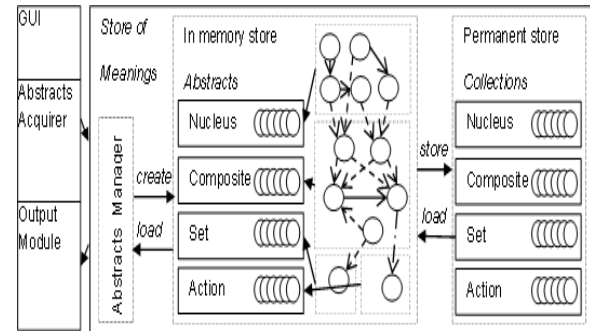 GUI
Abstracts
Acquirer
Output
Module
Store of
Meanings
Abstracts Manager
create
load
In memory store
Abstracts
Nucleus
Composite
Set
Action
store
load
Permanent store
Collections
Nucleus
Composite
Set
Action